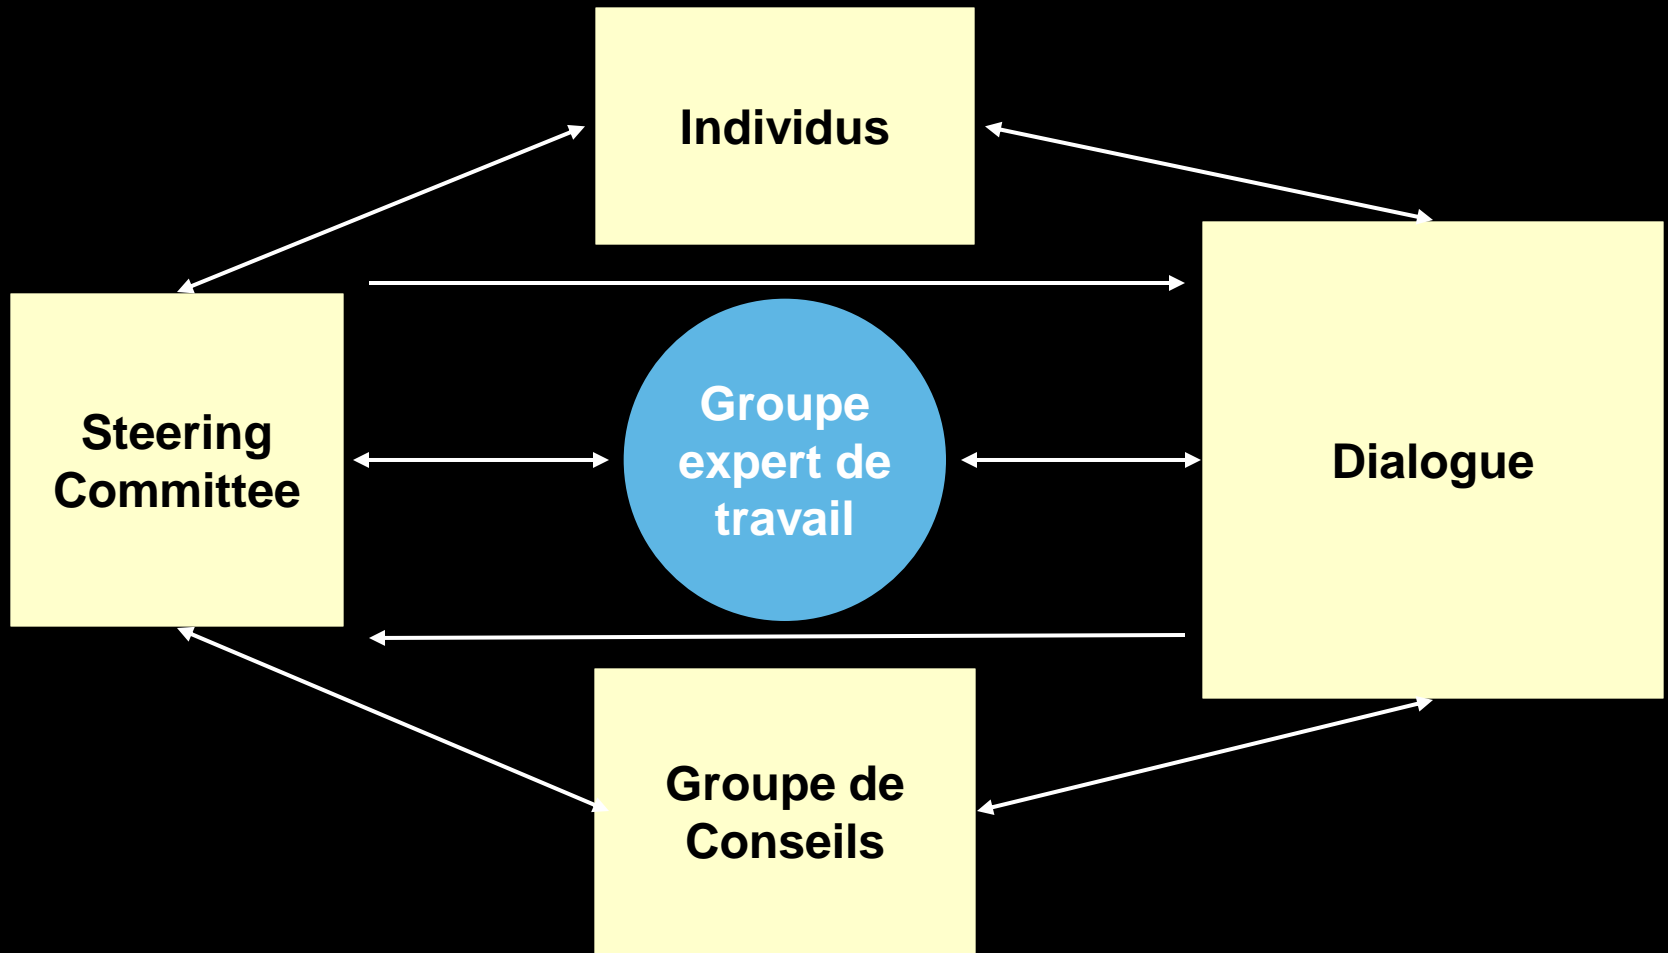 Individus
Steering
Committee
Groupe
expert de
travail
Dialogue
Groupe de
Conseils